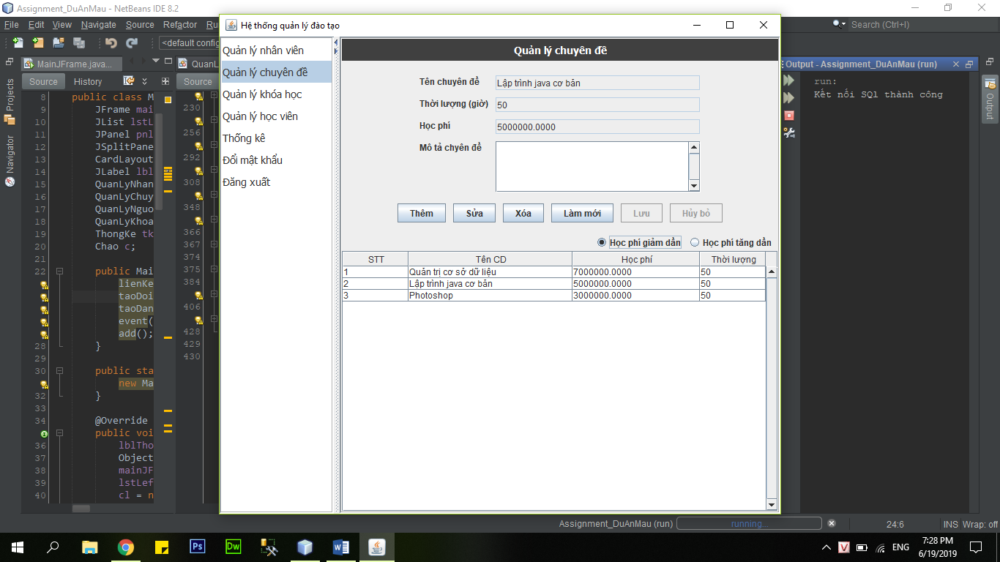 Assignment_DuAnMau - NetBeans IDE 8.2
File Edit View Navigate Source Refactor Ru
Search (Ctrl+I)
<default config
MainJFrame.java
QuanL
Source History
Source
Projects
Navigator
8 public class M
9 JFrame mai
10 JList lstL
11 JPanel pnl
12 JSplitPane
13 CardLayout
14 JLabel lbl
15 QuanLyNhan
16 QuanLyChuy
17 QuanLyNguo
18 QuanLyKhoa
19 ThongKe tk
20 Chao c;
21
22 public Mai
lienKe
taoDoi
taoDan
event(
add();
28 }
29
30 public sta
new Ma
32 }
33
34 @Override
public voi
36 lblTho
37 Object
38 mainJF
39 lstLef
40 cl = n
230
256
292
308
348
366
367
374
375
384
406
428
429
430
Hệ thống quản lý đào tạo
Quản lý nhân viên
Quản lý chuyên đề
Quản lý khóa học
Quản lý học viên
Thống kê
Đổi mật khẩu
Đăng xuất
Quản lý chuyên đề
Tên chuyên đề Lập trình java cơ bản
Thời lượng (giờ) 50
Học phí 5000000.0000
Mô tả chyên đề
Thêm Sửa Xóa Làm mới Lưu Hủy bỏ
Học phí giảm dần Học phí tăng dần
STT Tên CD Học phí Thời lượng
1 Quản trị cơ sở dữ liệu 7000000.0000 50
2 Lập trình java cơ bản 5000000.0000 50
3 Photoshop 3000000.0000 50
Output - Assignment_DuAnMau (run)
run:
Kết nối SQl thành công
Output
Assignment_DuAnMau (run) running... 24:6 INS Wrap: off
Ps
Dw
V
ENG
7:28 PM
6/19/2019